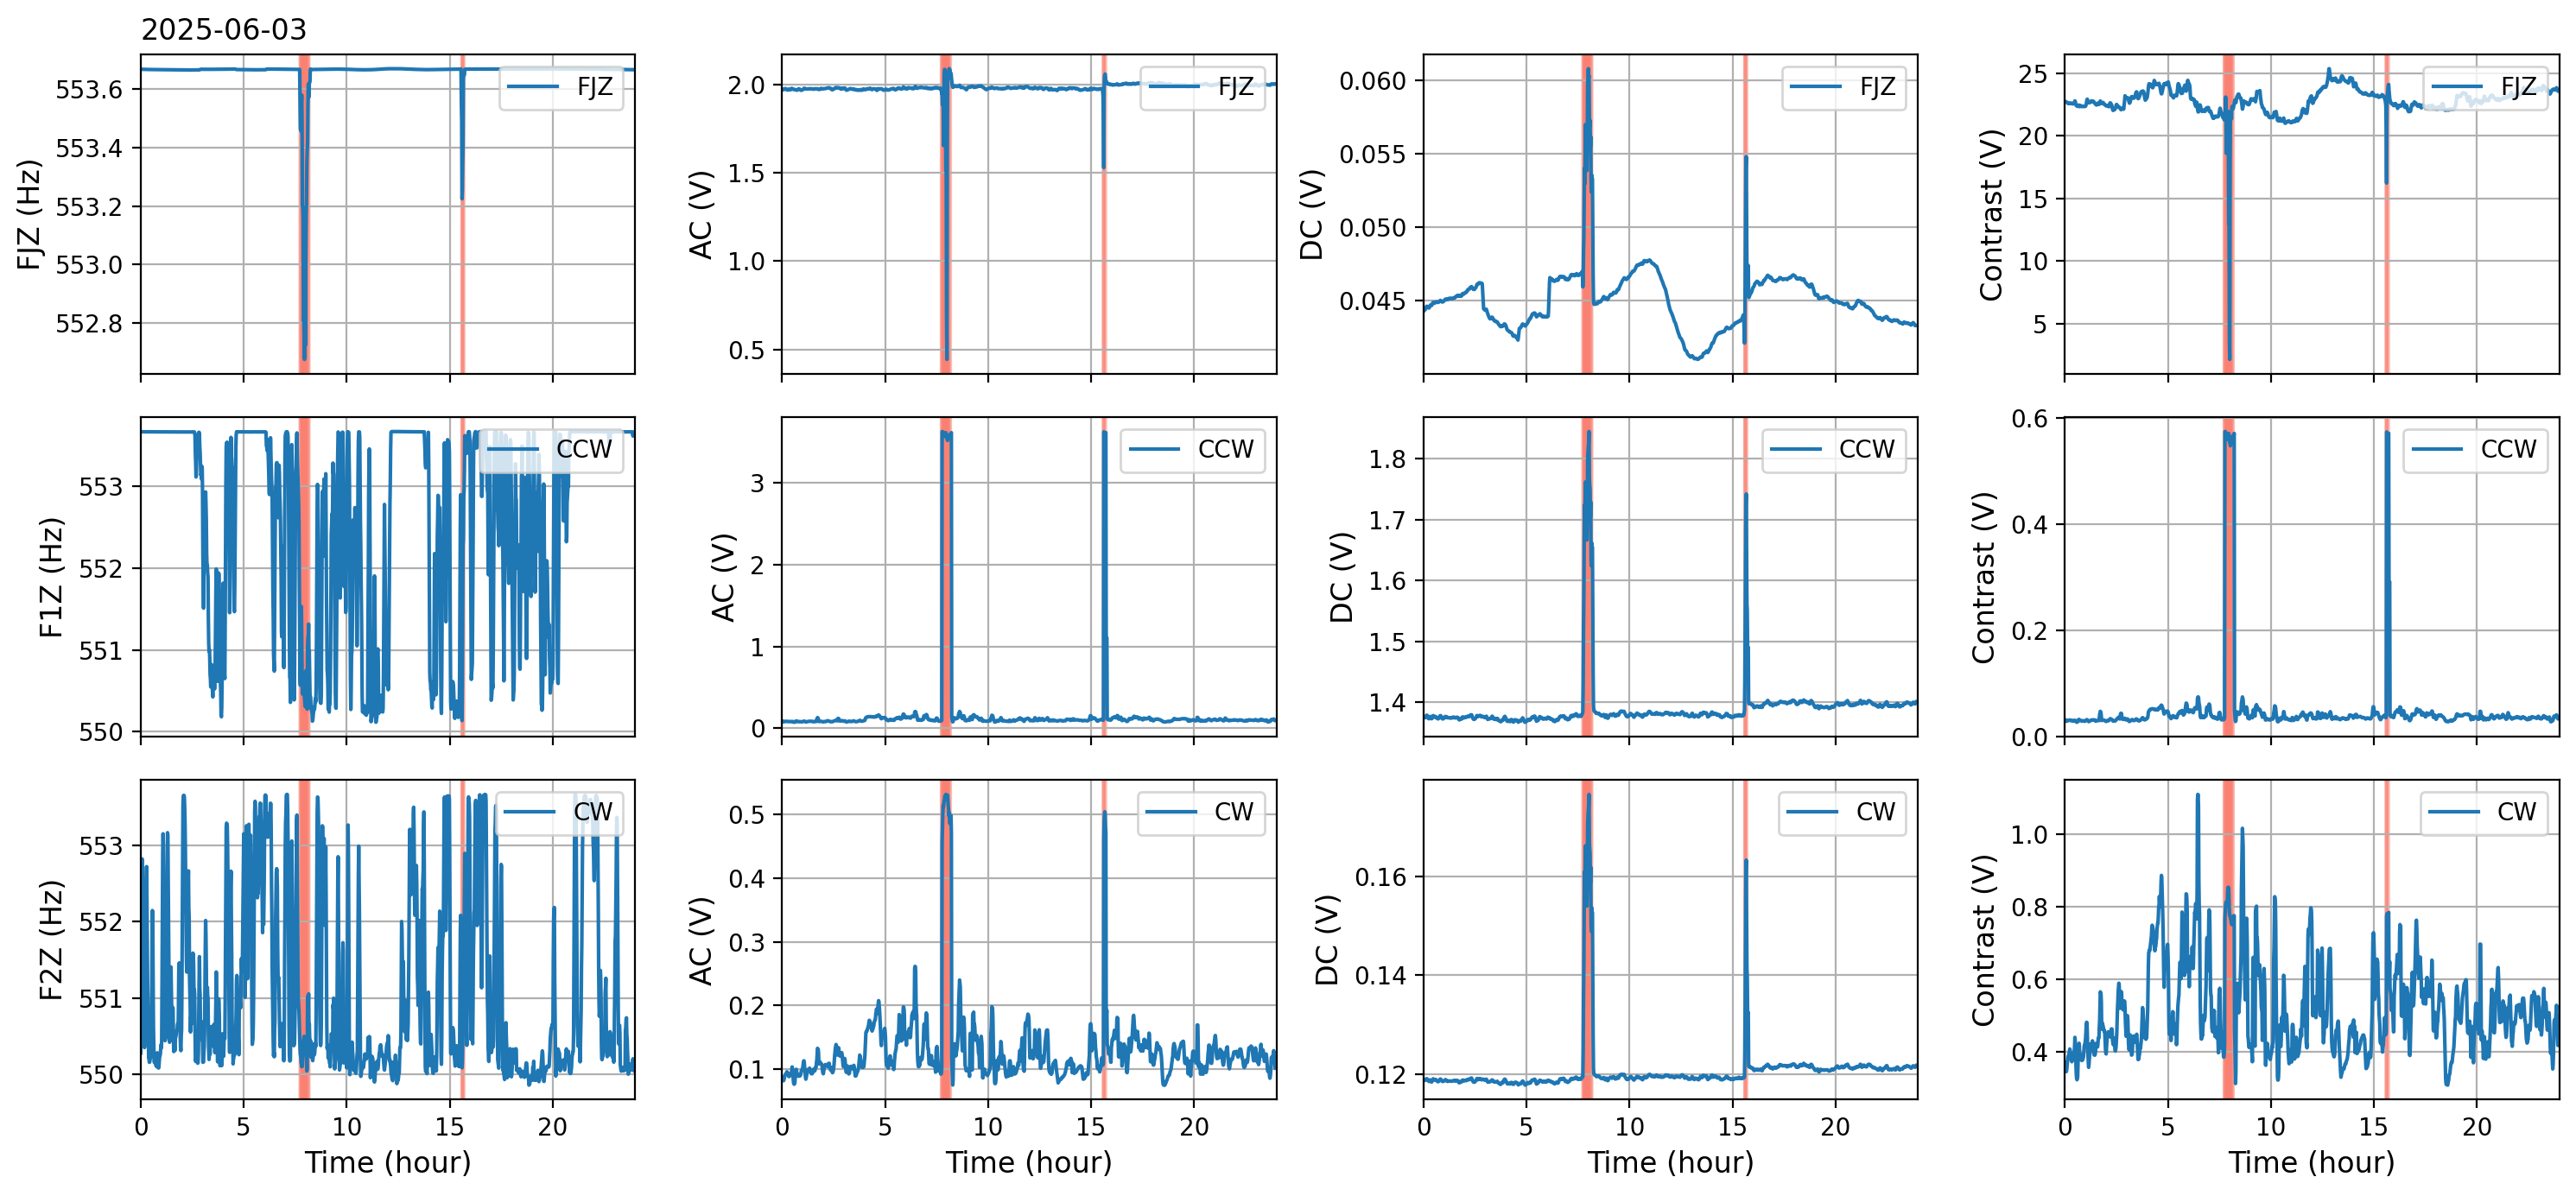 2025-06-03
FJZ (Hz)
553.6
553.4
553.2
553.0
552.8
FJZ
AC (V)
2.0
1.5
1.0
0.5
FJZ
DC (V)
0.060
0.055
0.050
0.045
FJZ
Contrast (V)
25
20
15
10
5
FJZ
F1Z (Hz)
553
552
551
550
CCW
AC (V)
3
2
1
0
CCW
DC (V)
1.8
1.7
1.6
1.5
1.4
CCW
Contrast (V)
0.6
0.4
0.2
0.0
CCW
F2Z (Hz)
553
552
551
550
CW
0 5 10 15 20
Time (hour)
AC (V)
0.5
0.4
0.3
0.2
0.1
CW
0 5 10 15 20
Time (hour)
DC (V)
0.16
0.14
0.12
CW
0 5 10 15 20
Time (hour)
Contrast (V)
1.0
0.8
0.6
0.4
CW
0 5 10 15 20
Time (hour)